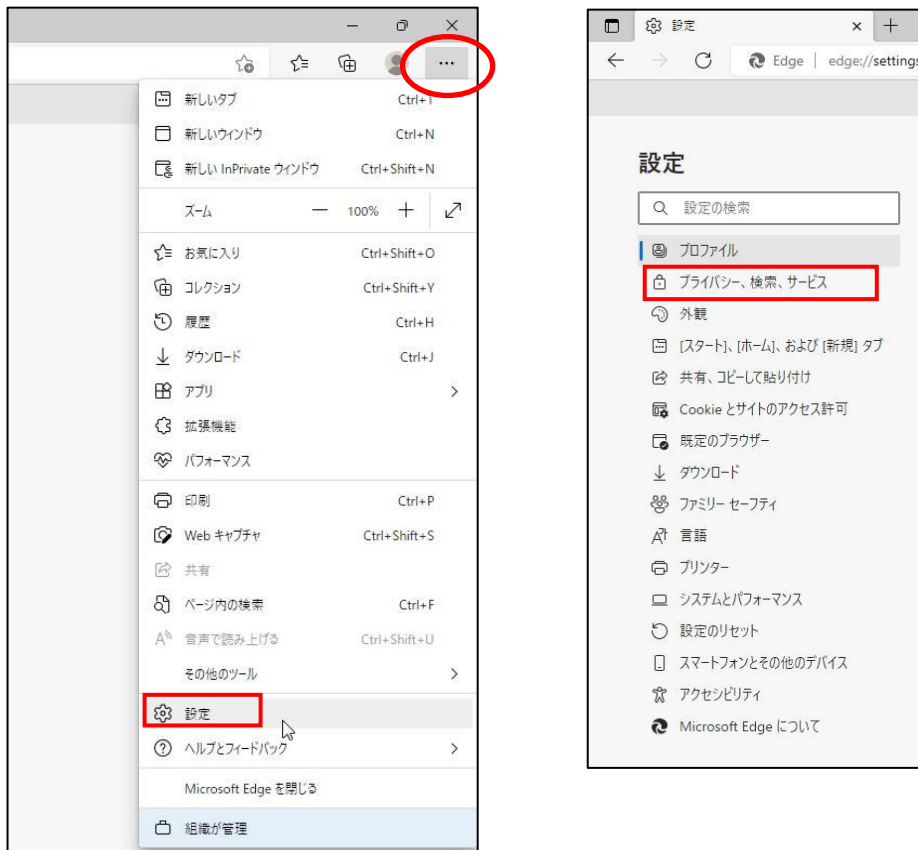 新しいタブ Ctrl+T
新しいウィンドウ Ctrl+N
新しい InPrivate ウィンドウ Ctrl+Shift+N
ズーム 100%
お気に入り Ctrl+Shift+O
コレクション Ctrl+Shift+Y
履歴 Ctrl+H
ダウンロード Ctrl+J
アプリ
拡張機能
パフォーマンス
印刷 Ctrl+P
Web キャプチャ Ctrl+Shift+S
共有
ページ内の検索 Ctrl+F
音声で読み上げる Ctrl+Shift+U
その他のツール
設定
ヘルプとフィードバック
Microsoft Edge を閉じる
組織が管理
設定
Edge | edge://settings
設定
設定の検索
プロファイル
プライバシー、検索、サービス
外観
[スタート]、[ホーム]、および [新規] タブ
共有、コピーして貼り付け
Cookie とサイトのアクセス許可
既定のブラウザー
ダウンロード
ファミリー セーフティ
言語
プリンター
システムとパフォーマンス
設定のリセット
スマートフォンとその他のデバイス
アクセシビリティ
Microsoft Edge について